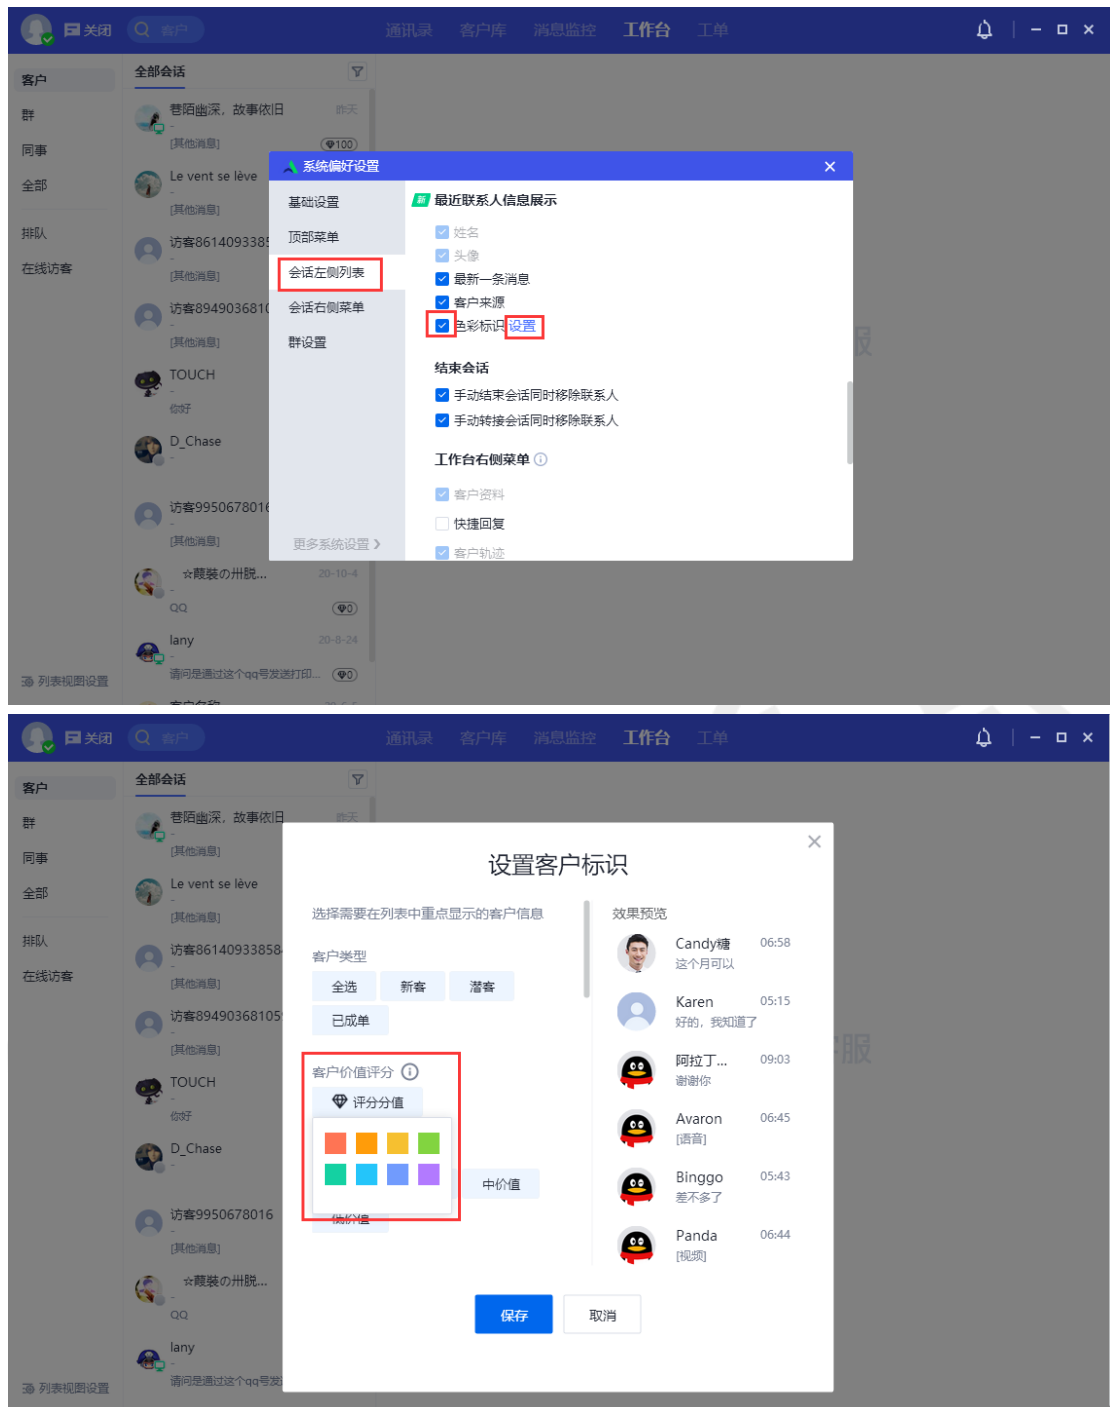 关闭
客户
通讯录
客户库
消息监控
工作台
工单
客户
群
同事
全部
排队
在线访客
列表视图设置
全部会话
巷陌幽深，故事依旧
昨天
-
[其他消息]
100
Le vent se lève
-
[其他消息]
访客8614093385
-
[其他消息]
访客8949036810
-
[其他消息]
TOUCH
-
你好
D_Chase
-
访客9950678016
-
[其他消息]
20-10-4
-
QQ
0
lany
20-8-24
-
请问是通过这个qq号发送打印...
0
系统偏好设置
基础设置
顶部菜单
会话左侧列表
会话右侧菜单
群设置
更多系统设置
新 最近联系人信息展示
姓名
头像
最新一条消息
客户来源
色彩标识 设置
结束会话
手动结束会话同时移除联系人
手动转接会话同时移除联系人
工作台右侧菜单
客户资料
快捷回复
客户轨迹
服
关闭
客户
通讯录
客户库
消息监控
工作台
工单
客户
群
同事
全部
排队
在线访客
列表视图设置
全部会话
巷陌幽深，故事依旧
昨天
-
[其他消息]
Le vent se lève
-
[其他消息]
访客86140933858
-
[其他消息]
访客89490368105
-
[其他消息]
TOUCH
-
你好
D_Chase
-
访客9950678016
-
[其他消息]
-
QQ
lany
-
请问是通过这个qq号发
设置客户标识
选择需要在列表中重点显示的客户信息
客户类型
全选
新客
潜客
已成单
客户价值评分
评分分值
中价值
低价值
效果预览
Candy糖 06:58
这个月可以
Karen 05:15
好的，我知道了
阿拉丁... 09:03
谢谢你
Avaron 06:45
[语音]
Binggo 05:43
差不多了
Panda 06:44
[视频]
保存
取消
服